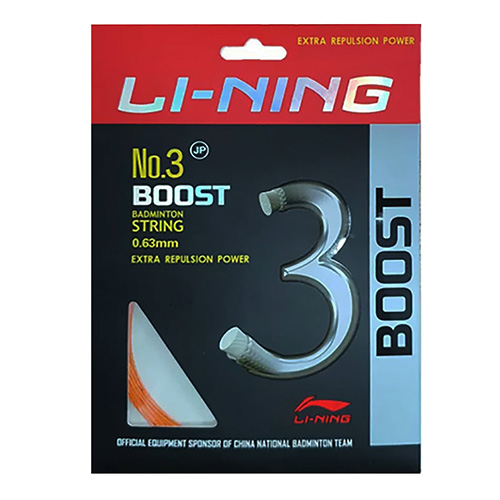 EXTRA REPULSION POWER
LI-NING
No.3 JP
BOOST
BADMINTON
STRING
0.63mm
EXTRA REPULSION POWER
3
BOOST
LI-NING
OFFICIAL EQUIPMENT SPONSOR OF CHINA NATIONAL BADMINTON TEAM